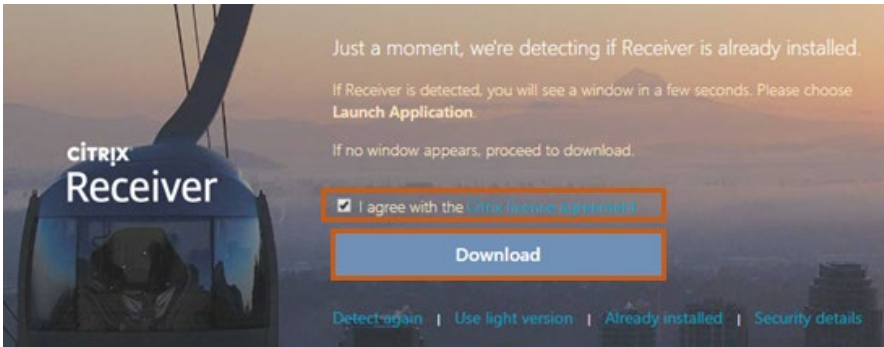 Just a moment, we're detecting if Receiver is already installed.
If Receiver is detected, you will see a window in a few seconds. Please choose
Launch Application.
If no window appears, proceed to download.
CİTRIX
Receiver
I agree with the Citrix license agreement
Download
Detect again | Use light version | Already installed | Security details